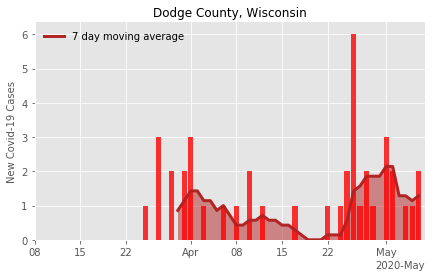 Dodge County, Wisconsin
7 day moving average
New Covid-19 Cases
6
5
4
3
2
1
0
08 15 22 Apr 08 15 22 May
2020-May